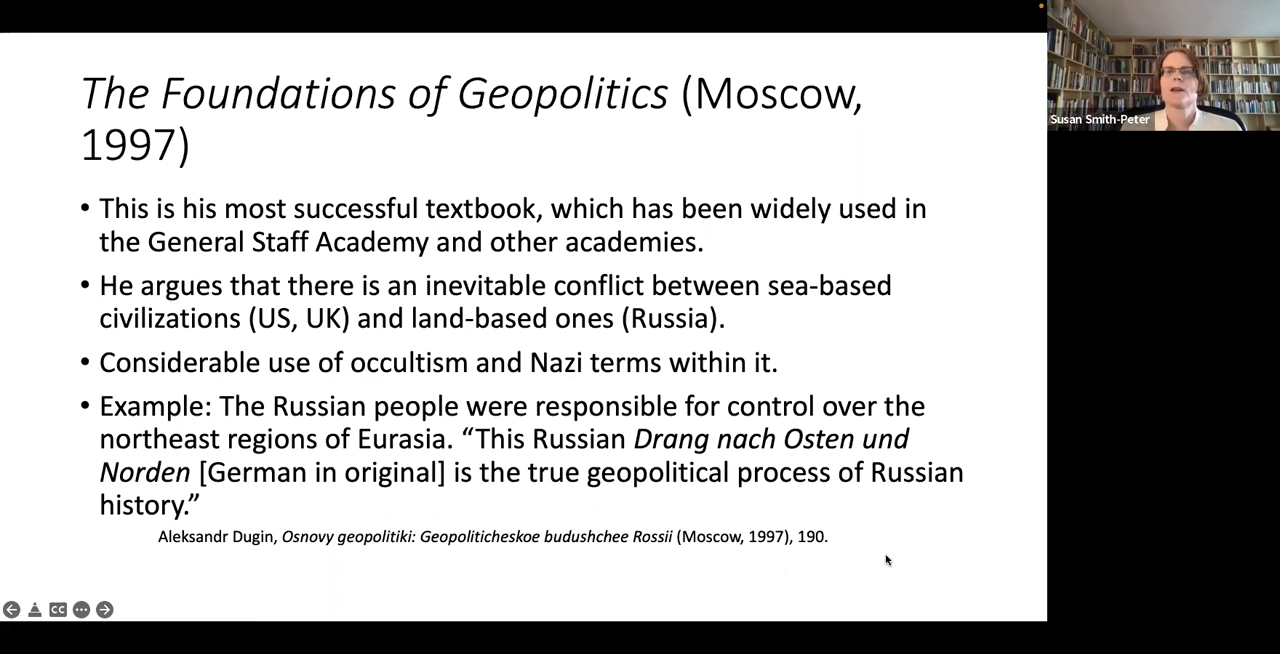 The Foundations of Geopolitics (Moscow,
1997)
• This is his most successful textbook, which has been widely used in
the General Staff Academy and other academies.
• He argues that there is an inevitable conflict between sea-based
civilizations (US, UK) and land-based ones (Russia).
• Considerable use of occultism and Nazi terms within it.
• Example: The Russian people were responsible for control over the
northeast regions of Eurasia. “This Russian Drang nach Osten und
Norden [German in original] is the true geopolitical process of Russian
history.”
Aleksandr Dugin, Osnovy geopolitiki: Geopoliticheskoe budushchee Rossii (Moscow, 1997), 190.
CC
Susan Smith-Peter